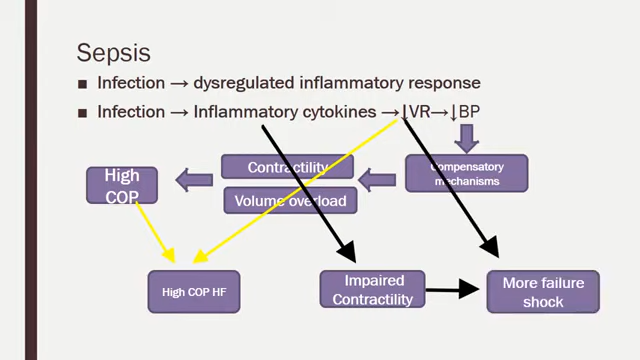 Sepsis
Infection → dysregulated inflammatory response
Infection → Inflammatory cytokines →↓VR→↓BP
High
COP
Contractility
Volume overload
Compensatory
mechanisms
High COP HF
Impaired
Contractility
More failure
shock